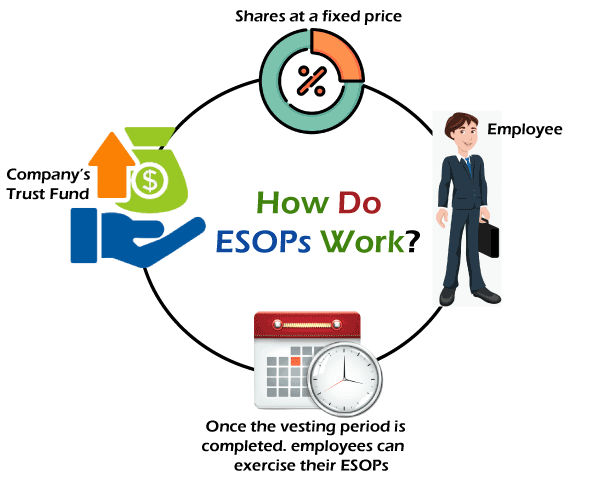 Shares at a fixed price
Employee
Company's
Trust Fund
$
How Do
ESOPs Work?
Once the vesting period is
completed. employees can
exercise their ESOPs